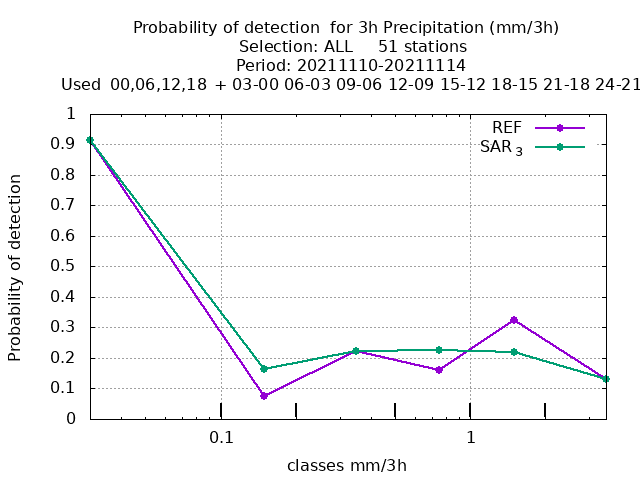 Probability of detection  for 3h Precipitation (mm/3h)
Selection: ALL     51 stations
Period: 20211110-20211114
Used  00,06,12,18  + 03-00 06-03 09-06 12-09 15-12 18-15 21-18 24-21
REF
SAR 3
1
0.9
0.8
0.7
0.6
0.5
0.4
0.3
0.2
0.1
0
Probability of detection
0.1
1
classes mm/3h